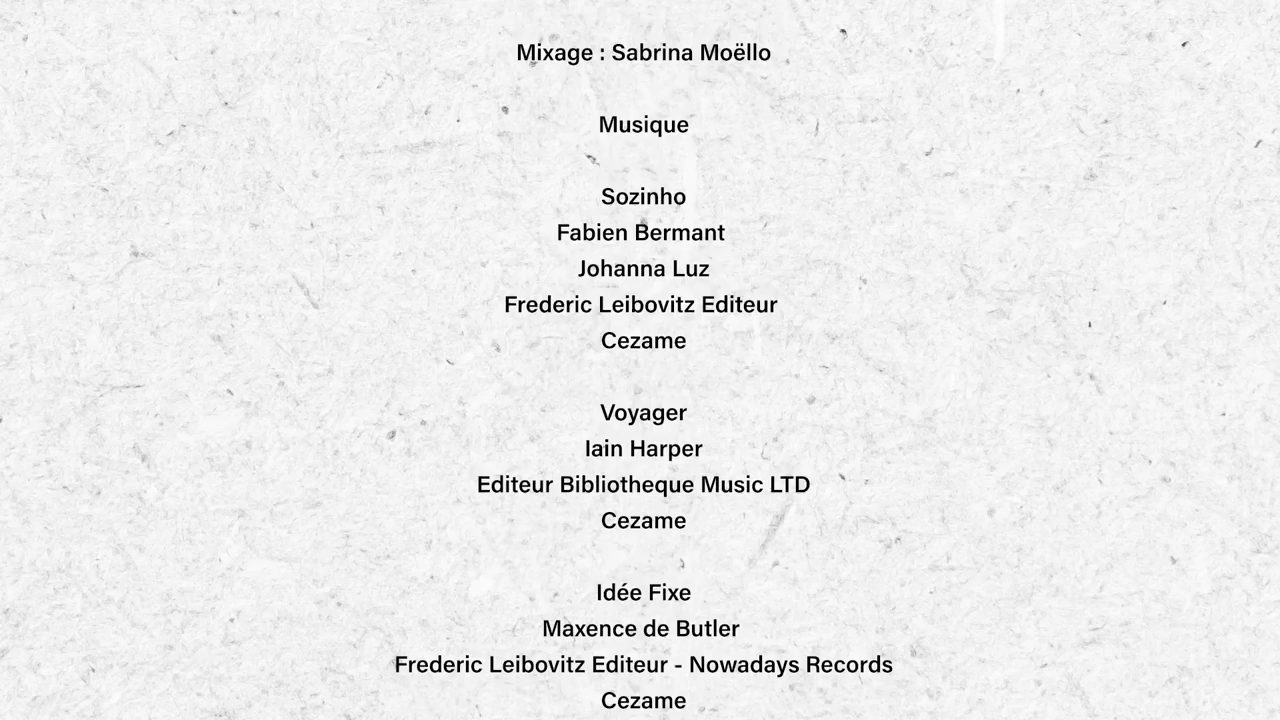 Mixage : Sabrina Moëllo
Musique
Sozinho
Fabien Bermant
Johanna Luz
Frederic Leibovitz Editeur
Cezame
Voyager
Iain Harper
Editeur Bibliotheque Music LTD
Cezame
Idée Fixe
Maxence de Butler
Frederic Leibovitz Editeur - Nowadays Records
Cezame